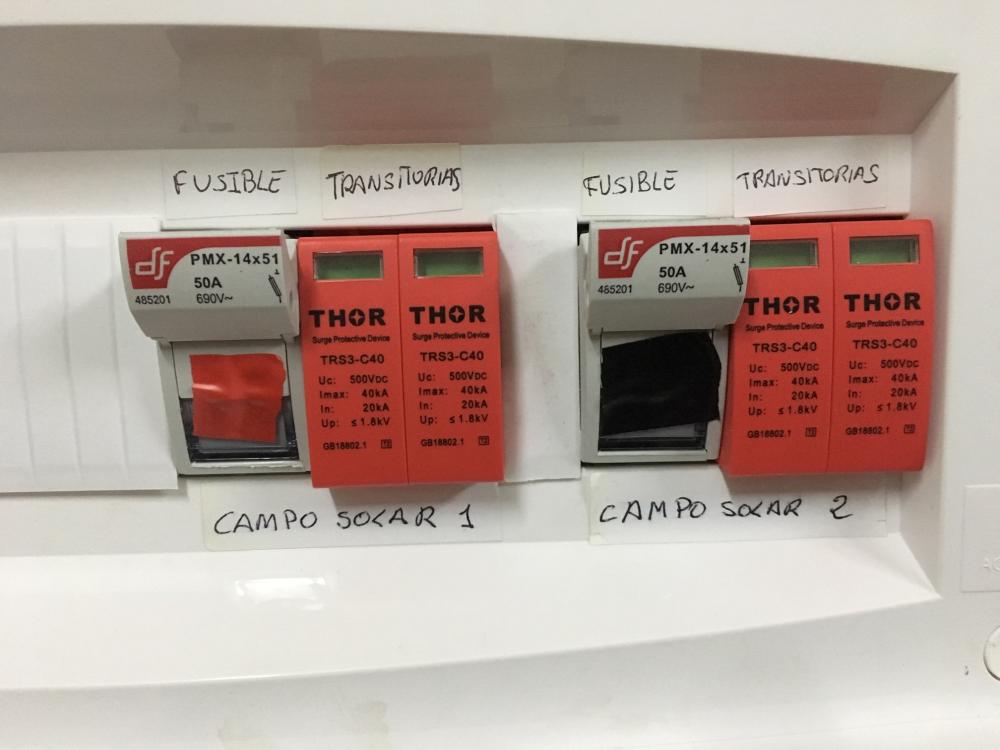 FUSIBLE
TRANSITORIAS
FUSIBLE
TRANSITORIAS
df PMX-14x51
50A
485201 690V~
THOR
Surge Protective Device
TRS3-C40
Uc: 500VDC
Imax: 40kA
In: 20kA
Up: ≤1.8kV
GB18802.1 T2
THOR
Surge Protective Device
TRS3-C40
Uc: 500VDC
Imax: 40kA
In: 20kA
Up: ≤1.8kV
GB18802.1 T2
df PMX-14x51
50A
485201 690V~
THOR
Surge Protective Device
TRS3-C40
Uc: 500VDC
Imax: 40kA
In: 20kA
Up: ≤1.8kV
GB18802.1 T2
THOR
Surge Protective Device
TRS3-C40
Uc: 500VDC
Imax: 40kA
In: 20kA
Up: ≤1.8kV
GB18802.1 T2
CAMPO SOLAR 1
CAMPO SOLAR 2